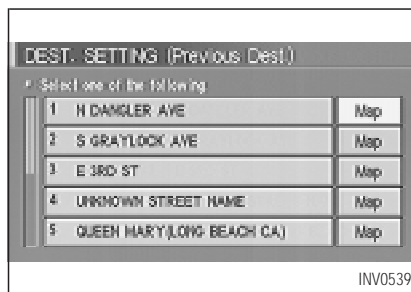 DEST. SETTING (Previous Dest.)
Select one of the following
1 N DANGLER AVE Map
2 S GRAYLOCK AVE Map
3 E 3RD ST Map
4 UNKNOWN STREET NAME Map
5 QUEEN MARY(LONG BEACH CA) Map
INV0539